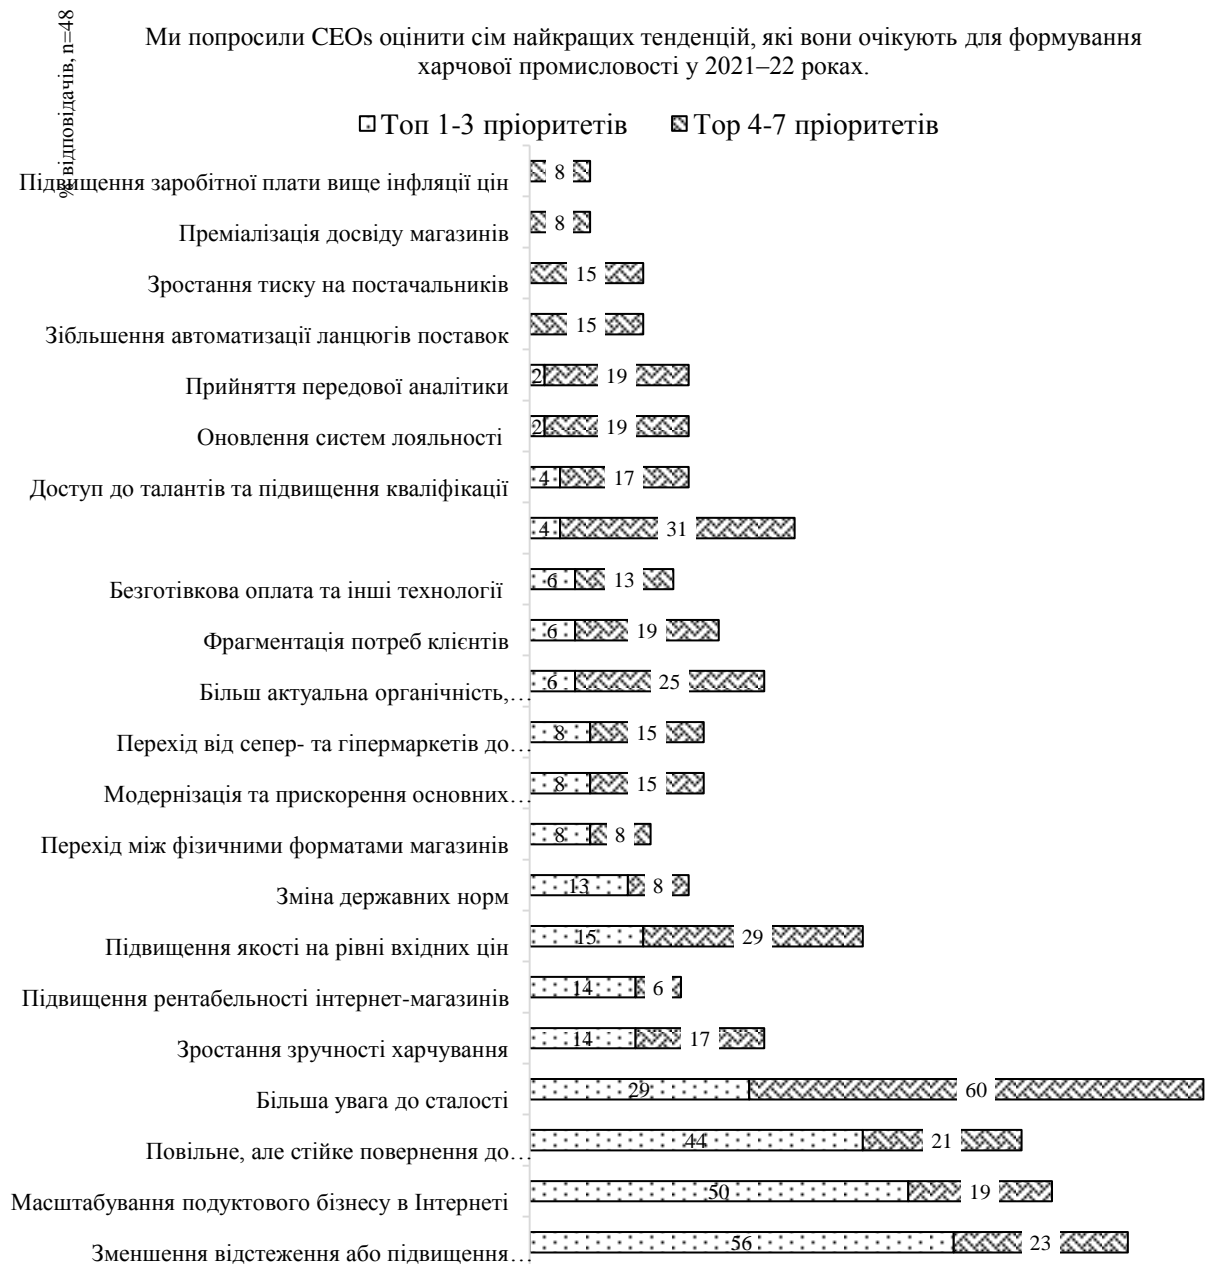 % відповідачів, n=48
Ми попросили CEOs оцінити сім найкращих тенденцій, які вони очікують для формування
харчової промисловості у 2021–22 роках.
Топ 1-3 пріоритетів Top 4-7 пріоритетів
Підвищення заробітної плати вище інфляції цін 8
Преміалізація досвіду магазинів 8
Зростання тиску на постачальників 15
Зібльшення автоматизації ланцюгів поставок 15
Прийняття передової аналітики 2 19
Оновлення систем лояльності 2 19
Доступ до талантів та підвищення кваліфікації 4 17
4 31
Безготівкова оплата та інші технології 6 13
Фрагментація потреб клієнтів 6 19
Більш актуальна органічність,… 6 25
Перехід від сепер- та гіпермаркетів до… 8 15
Модернізація та прискорення основних… 8 15
Перехід між фізичними форматами магазинів 8 8
Зміна державних норм 13 8
Підвищення якості на рівні вхідних цін 15 29
Підвищення рентабельності інтернет-магазинів 14 6
Зростання зручності харчування 14 17
Більша увага до сталості 29 60
Повільне, але стійке повернення до… 44 21
Масштабування подуктового бізнесу в Інтернеті 50 19
Зменшення відстеження або підвищення… 56 23